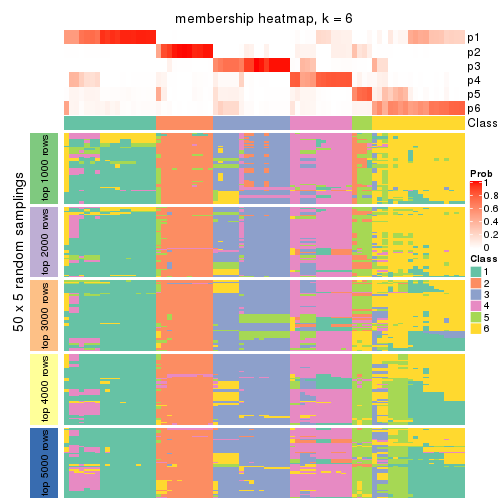 membership heatmap, k = 6
p1
p2
p3
p4
p5
p6
Class
50 x 5 random samplings
top 1000 rows
top 2000 rows
top 3000 rows
top 4000 rows
top 5000 rows
Prob
1
0.8
0.6
0.4
0.2
0
Class
1
2
3
4
5
6